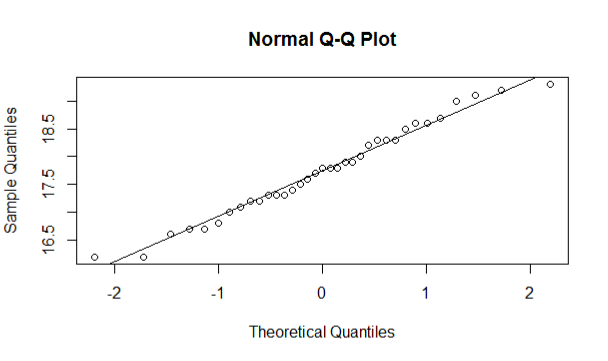 Normal Q-Q Plot
Sample Quantiles
18.5
17.5
16.5
-2 -1 0 1 2
Theoretical Quantiles